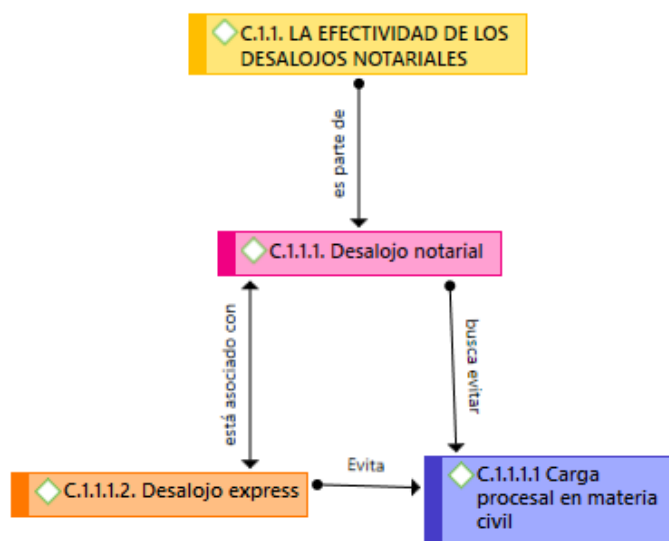 C.1.1. LA EFECTIVIDAD DE LOS
DESALOJOS NOTARIALES
es parte de
C.1.1.1. Desalojo notarial
está asociado con
busca evitar
Evita
C.1.1.1.2. Desalojo express
C.1.1.1.1 Carga
procesal en materia
civil